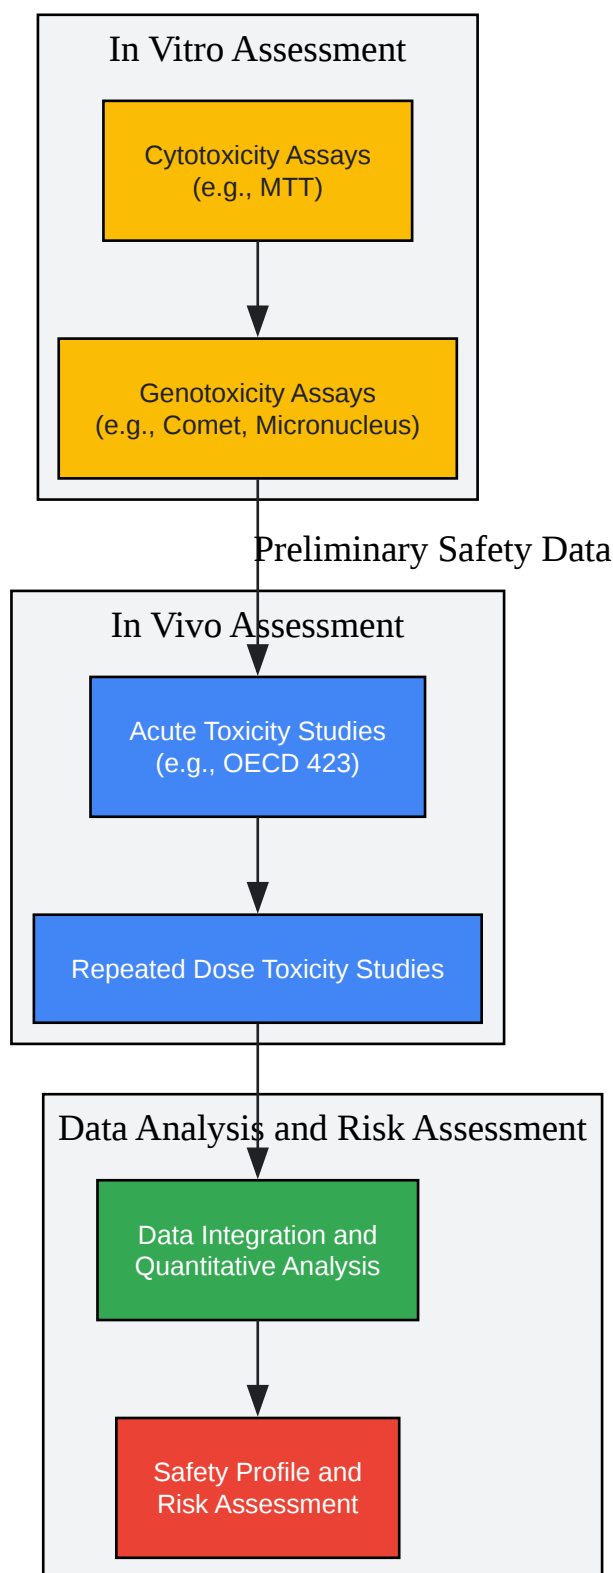 In Vitro Assessment
Cytotoxicity Assays
(e.g., MTT)
Genotoxicity Assays
(e.g., Comet, Micronucleus)
Preliminary Safety Data
In Vivo Assessment
Acute Toxicity Studies
(e.g., OECD 423)
Repeated Dose Toxicity Studies
Data Analysis and Risk Assessment
Data Integration and
Quantitative Analysis
Safety Profile and
Risk Assessment